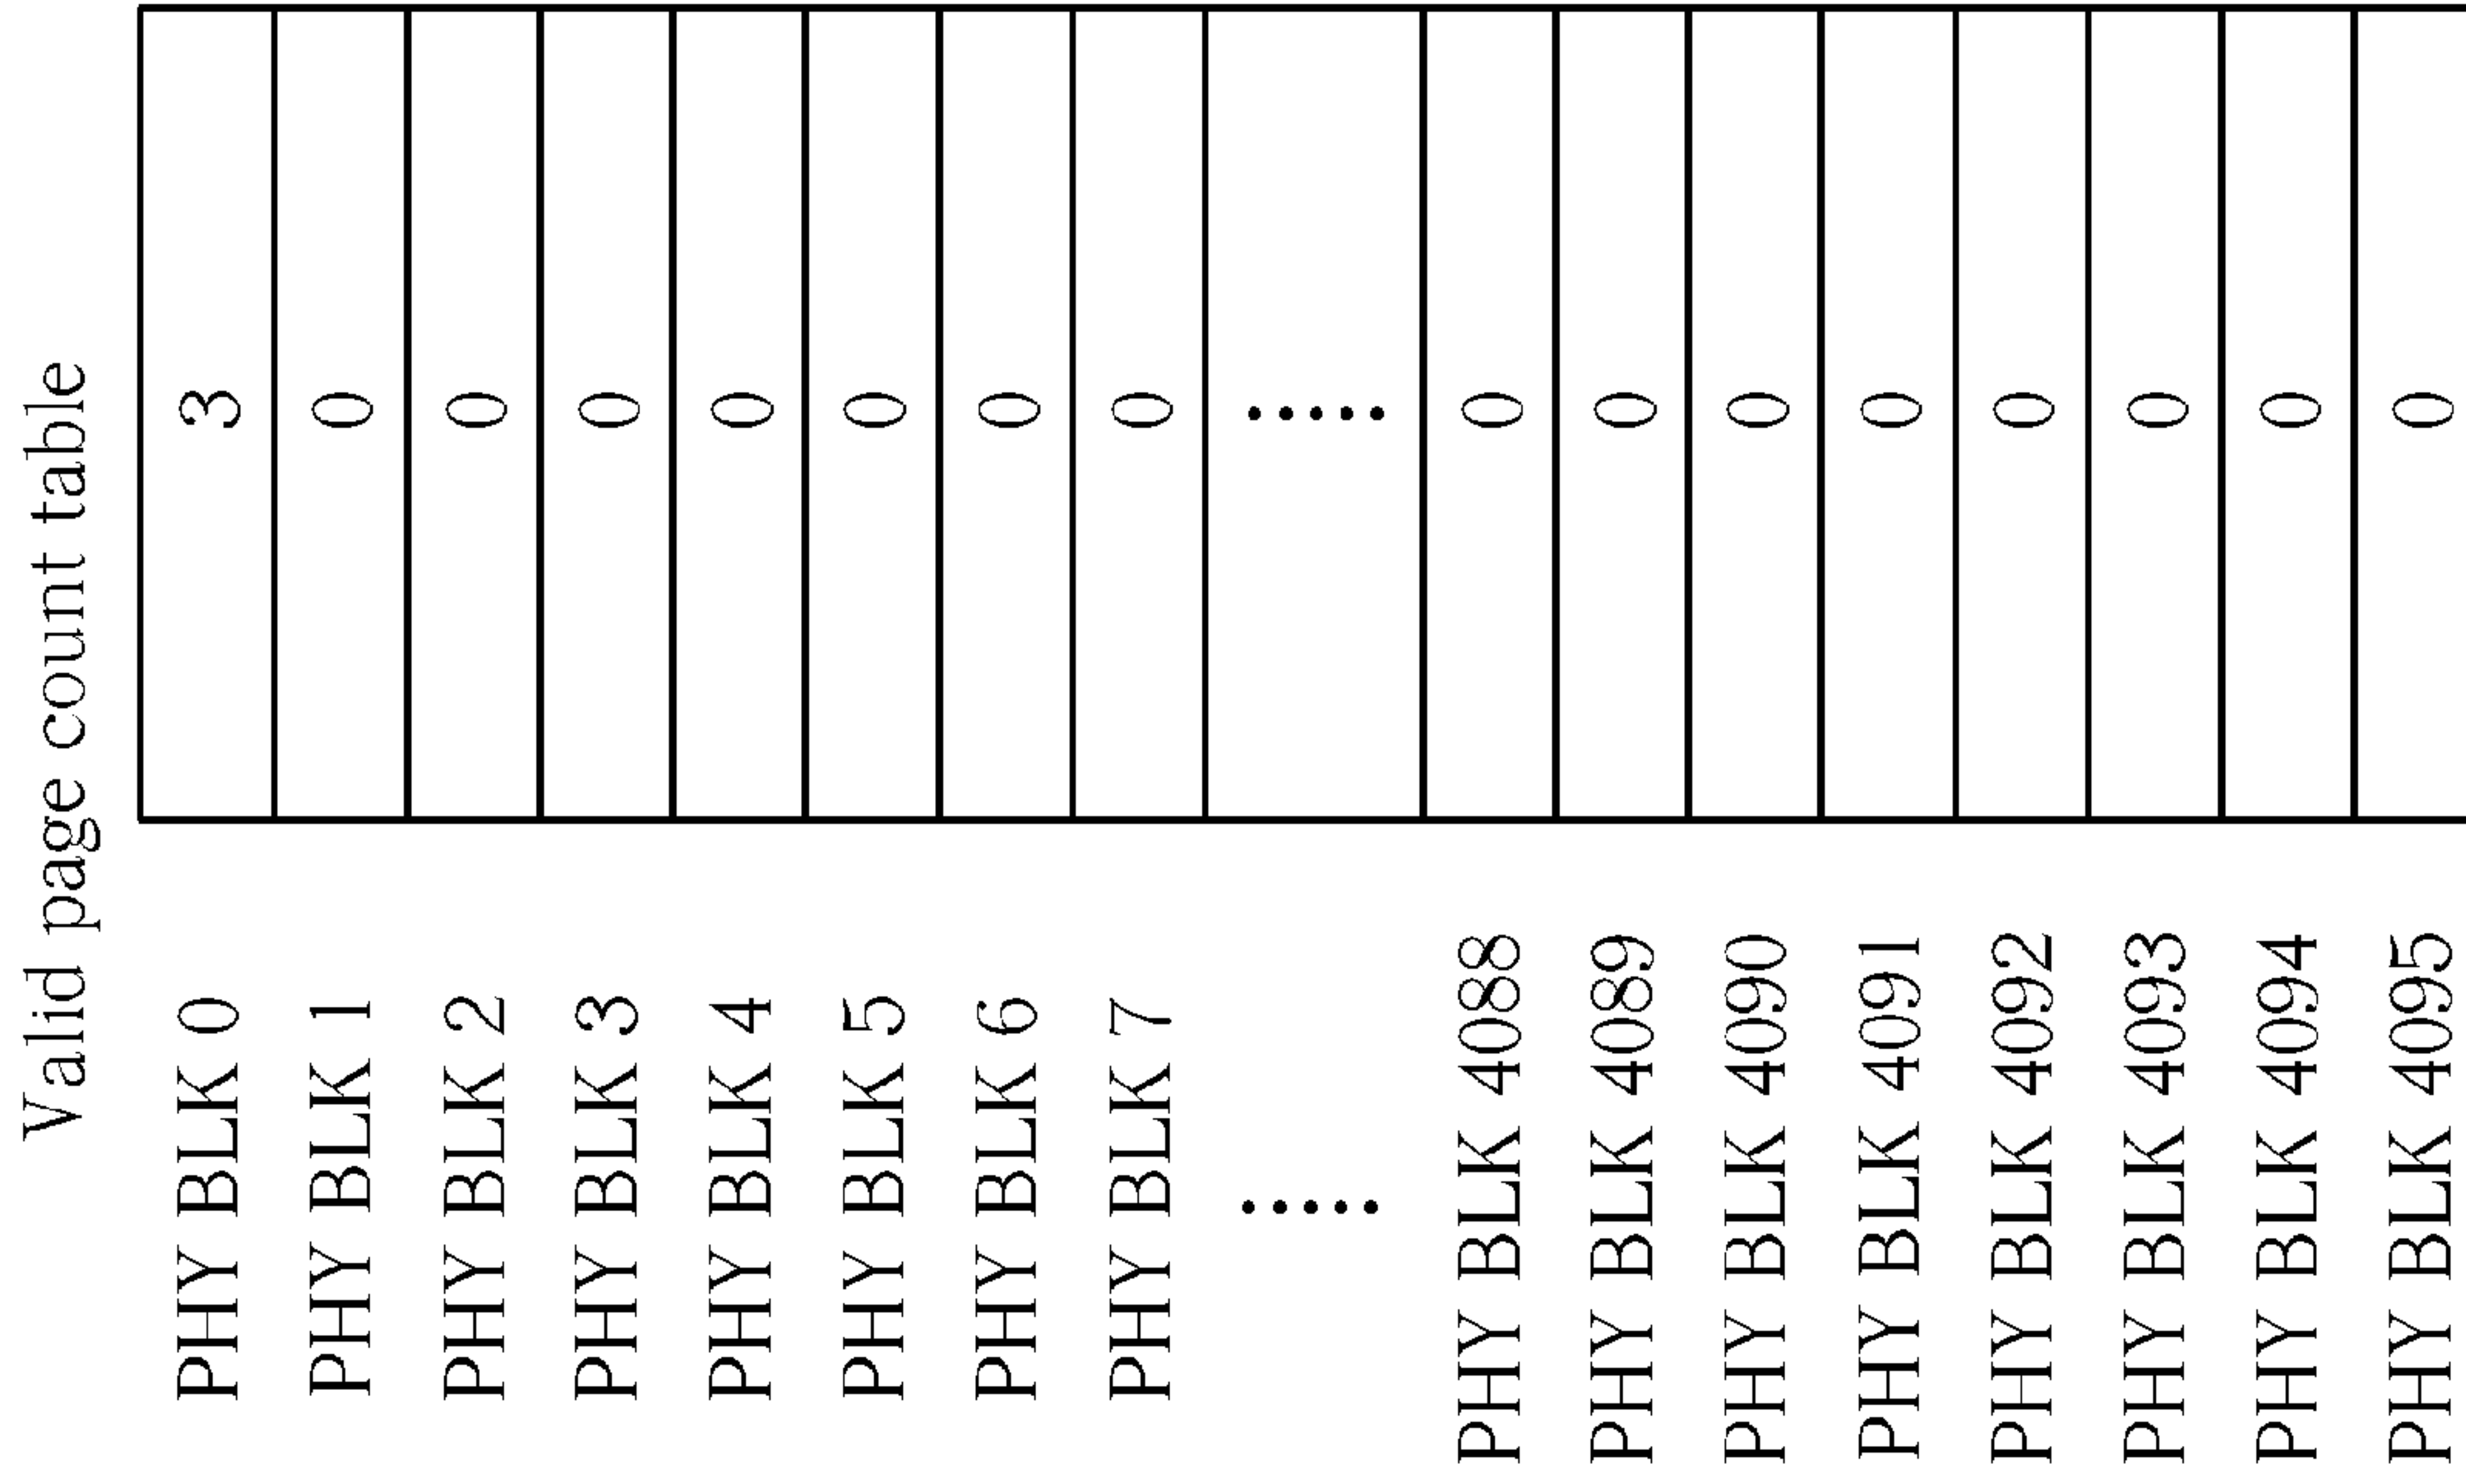 Valid page count table
PHY BLK 0 3
PHY BLK 1 0
PHY BLK 2 0
PHY BLK 3 0
PHY BLK 4 0
PHY BLK 5 0
PHY BLK 6 0
PHY BLK 7 0
..... .....
PHY BLK 4088 0
PHY BLK 4089 0
PHY BLK 4090 0
PHY BLK 4091 0
PHY BLK 4092 0
PHY BLK 4093 0
PHY BLK 4094 0
PHY BLK 4095 0